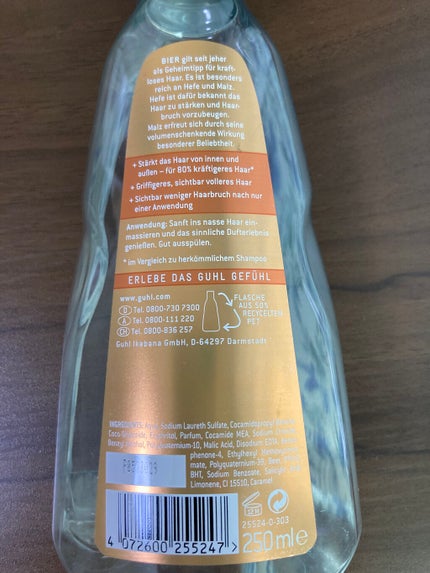 BIER gilt seit jeher
als Geheimtipp für kraft-
loses Haar. Es ist besonders
reich an Hefe und Malz.
Hefe ist dafür bekannt das
Haar zu stärken und Haar-
bruch vorzubeugen.
Malz erfreut sich durch seine
volumenschenkende Wirkung
besonderer Beliebtheit.
+ Stärkt das Haar von innen und
außen – für 80% kräftigeres Haar*
+ Griffigeres, sichtbar volleres Haar
+ Sichtbar weniger Haarbruch nach nur
einer Anwendung
Anwendung: Sanft ins nasse Haar ein-
massieren und das sinnliche Dufterlebnis
genießen. Gut ausspülen.
* im Vergleich zu herkömmlichem Shampoo
ERLEBE DAS GUHL GEFÜHL
www.guhl.com
D Tel. 0800-730 7300
A Tel. 0800-111 220
CH Tel. 0800-836 257
FLASCHE
AUS 50%
RECYCELTEM
PET
Guhl Ikebana GmbH, D-64297 Darmstadt
INGREDIENTS: Sodium Laureth Sulfate,
Parfum, Cocamide MEA, Sodium
Polyquaternium-10, Malic Acid, Disodium EDTA,
phenone-4, Ethylhexyl
Polyquaternium-39,
BHT, Sodium Benzoate,
Limonene, CI 15510, Caramel
12 M
25524-0-303
4 072600 255247 >
250 ml e